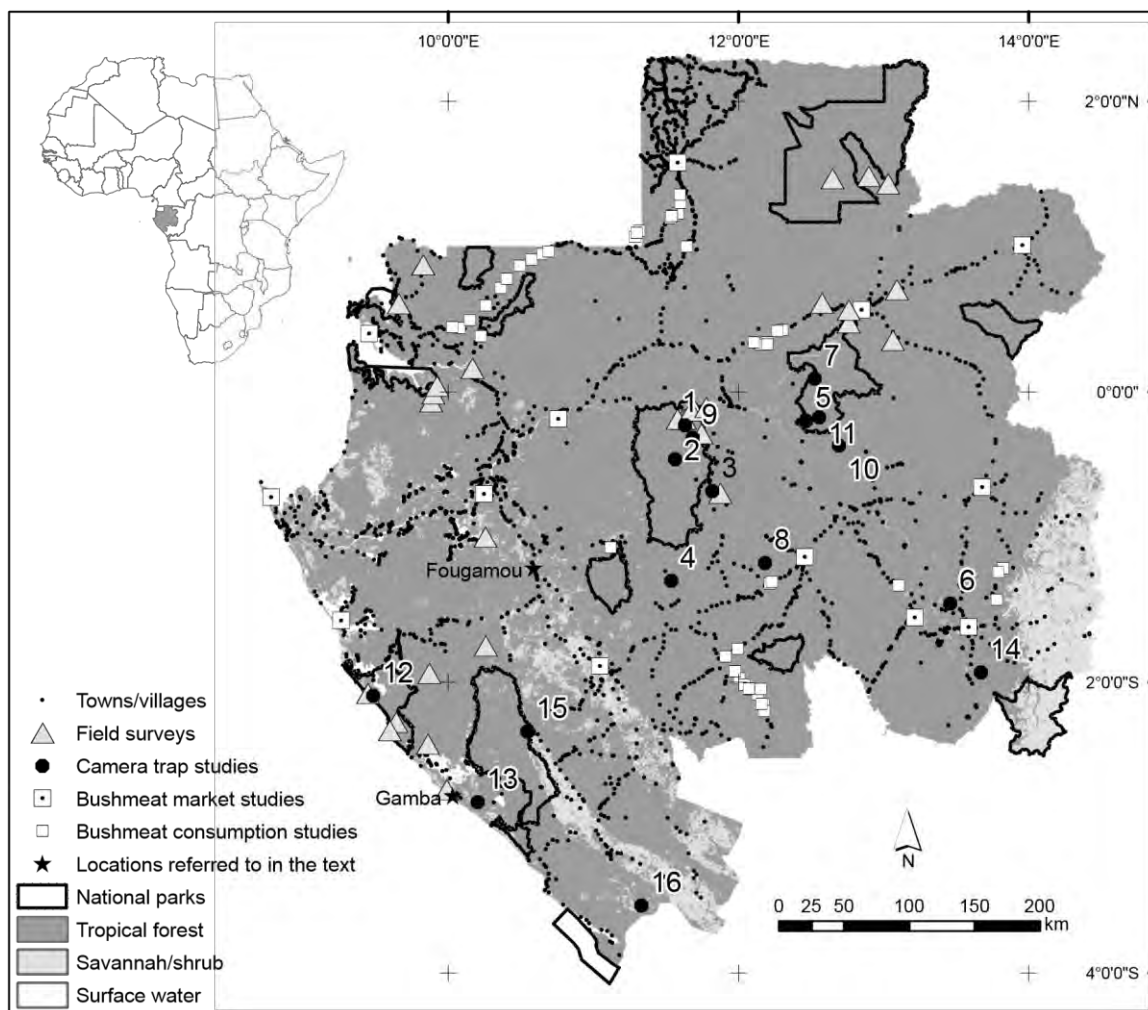 10°0'0"E
12°0'0"E
14°0'0"E
2°0'0"N
7
0°0'0"
1
5
9
11
2
10
3
8
4
Fougamou
6
14
12
2°0'0"S
15
13
Gamba
16
N
0 25 50 100 150 200
km
4°0'0"S
Towns/villages
Field surveys
Camera trap studies
Bushmeat market studies
Bushmeat consumption studies
Locations referred to in the text
National parks
Tropical forest
Savannah/shrub
Surface water